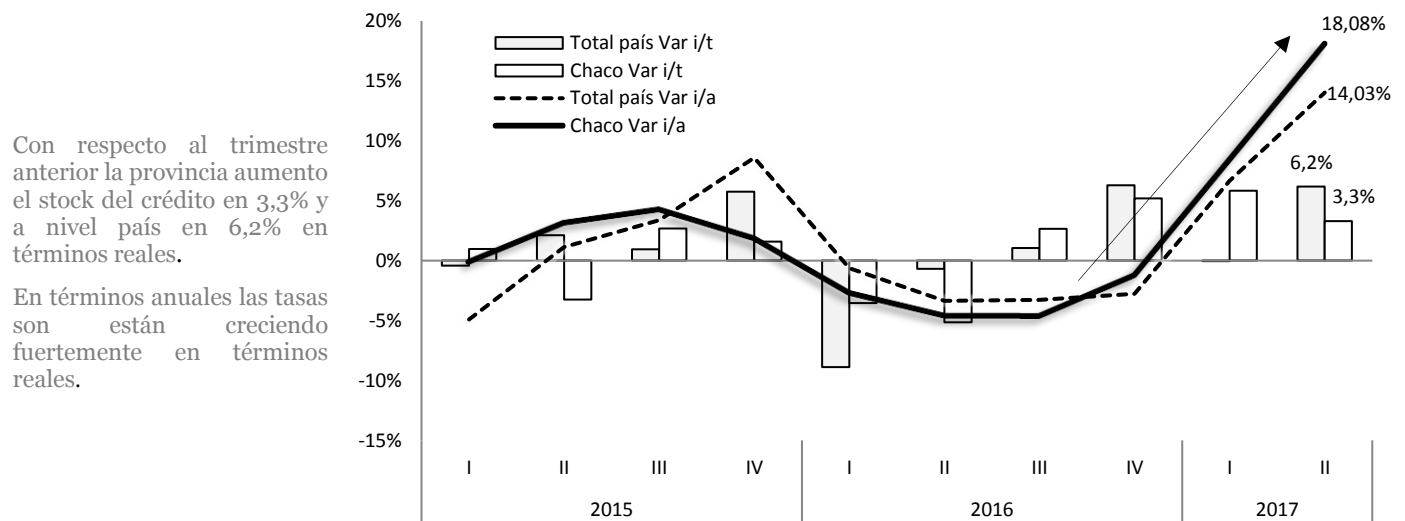 Con respecto al trimestre
anterior la provincia aumento
el stock del crédito en 3,3% y
a nivel país en 6,2% en
términos reales.
En términos anuales las tasas
son están creciendo
fuertemente en términos
reales.
20%
15%
10%
5%
0%
-5%
-10%
-15%
Total país Var i/t
Chaco Var i/t
Total país Var i/a
Chaco Var i/a
18,08%
14,03%
6,2%
3,3%
I II III IV I II III IV I II
2015 2016 2017